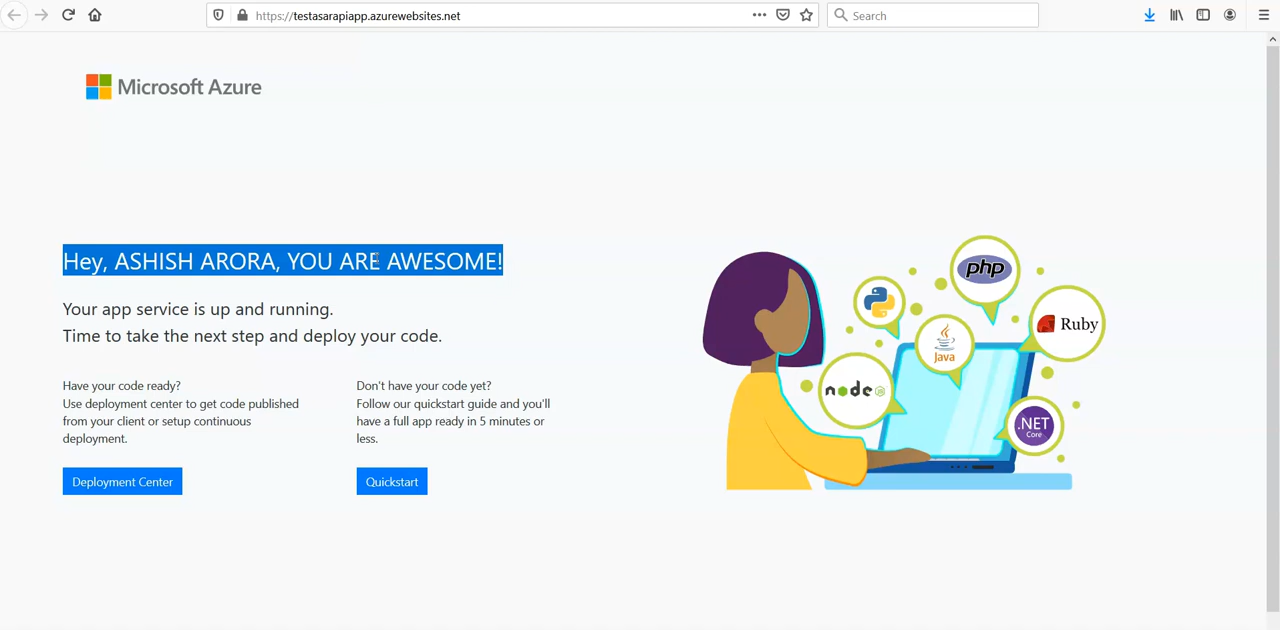 https://testasarapiapp.azurewebsites.net
Search
Microsoft Azure
Hey, ASHISH ARORA, YOU ARE AWESOME!
Your app service is up and running.
Time to take the next step and deploy your code.
Have your code ready?
Use deployment center to get code published
from your client or setup continuous
deployment.
Deployment Center
Don't have your code yet?
Follow our quickstart guide and you'll
have a full app ready in 5 minutes or
less.
Quickstart
php
Ruby
Java
node
JS
.NET
Core